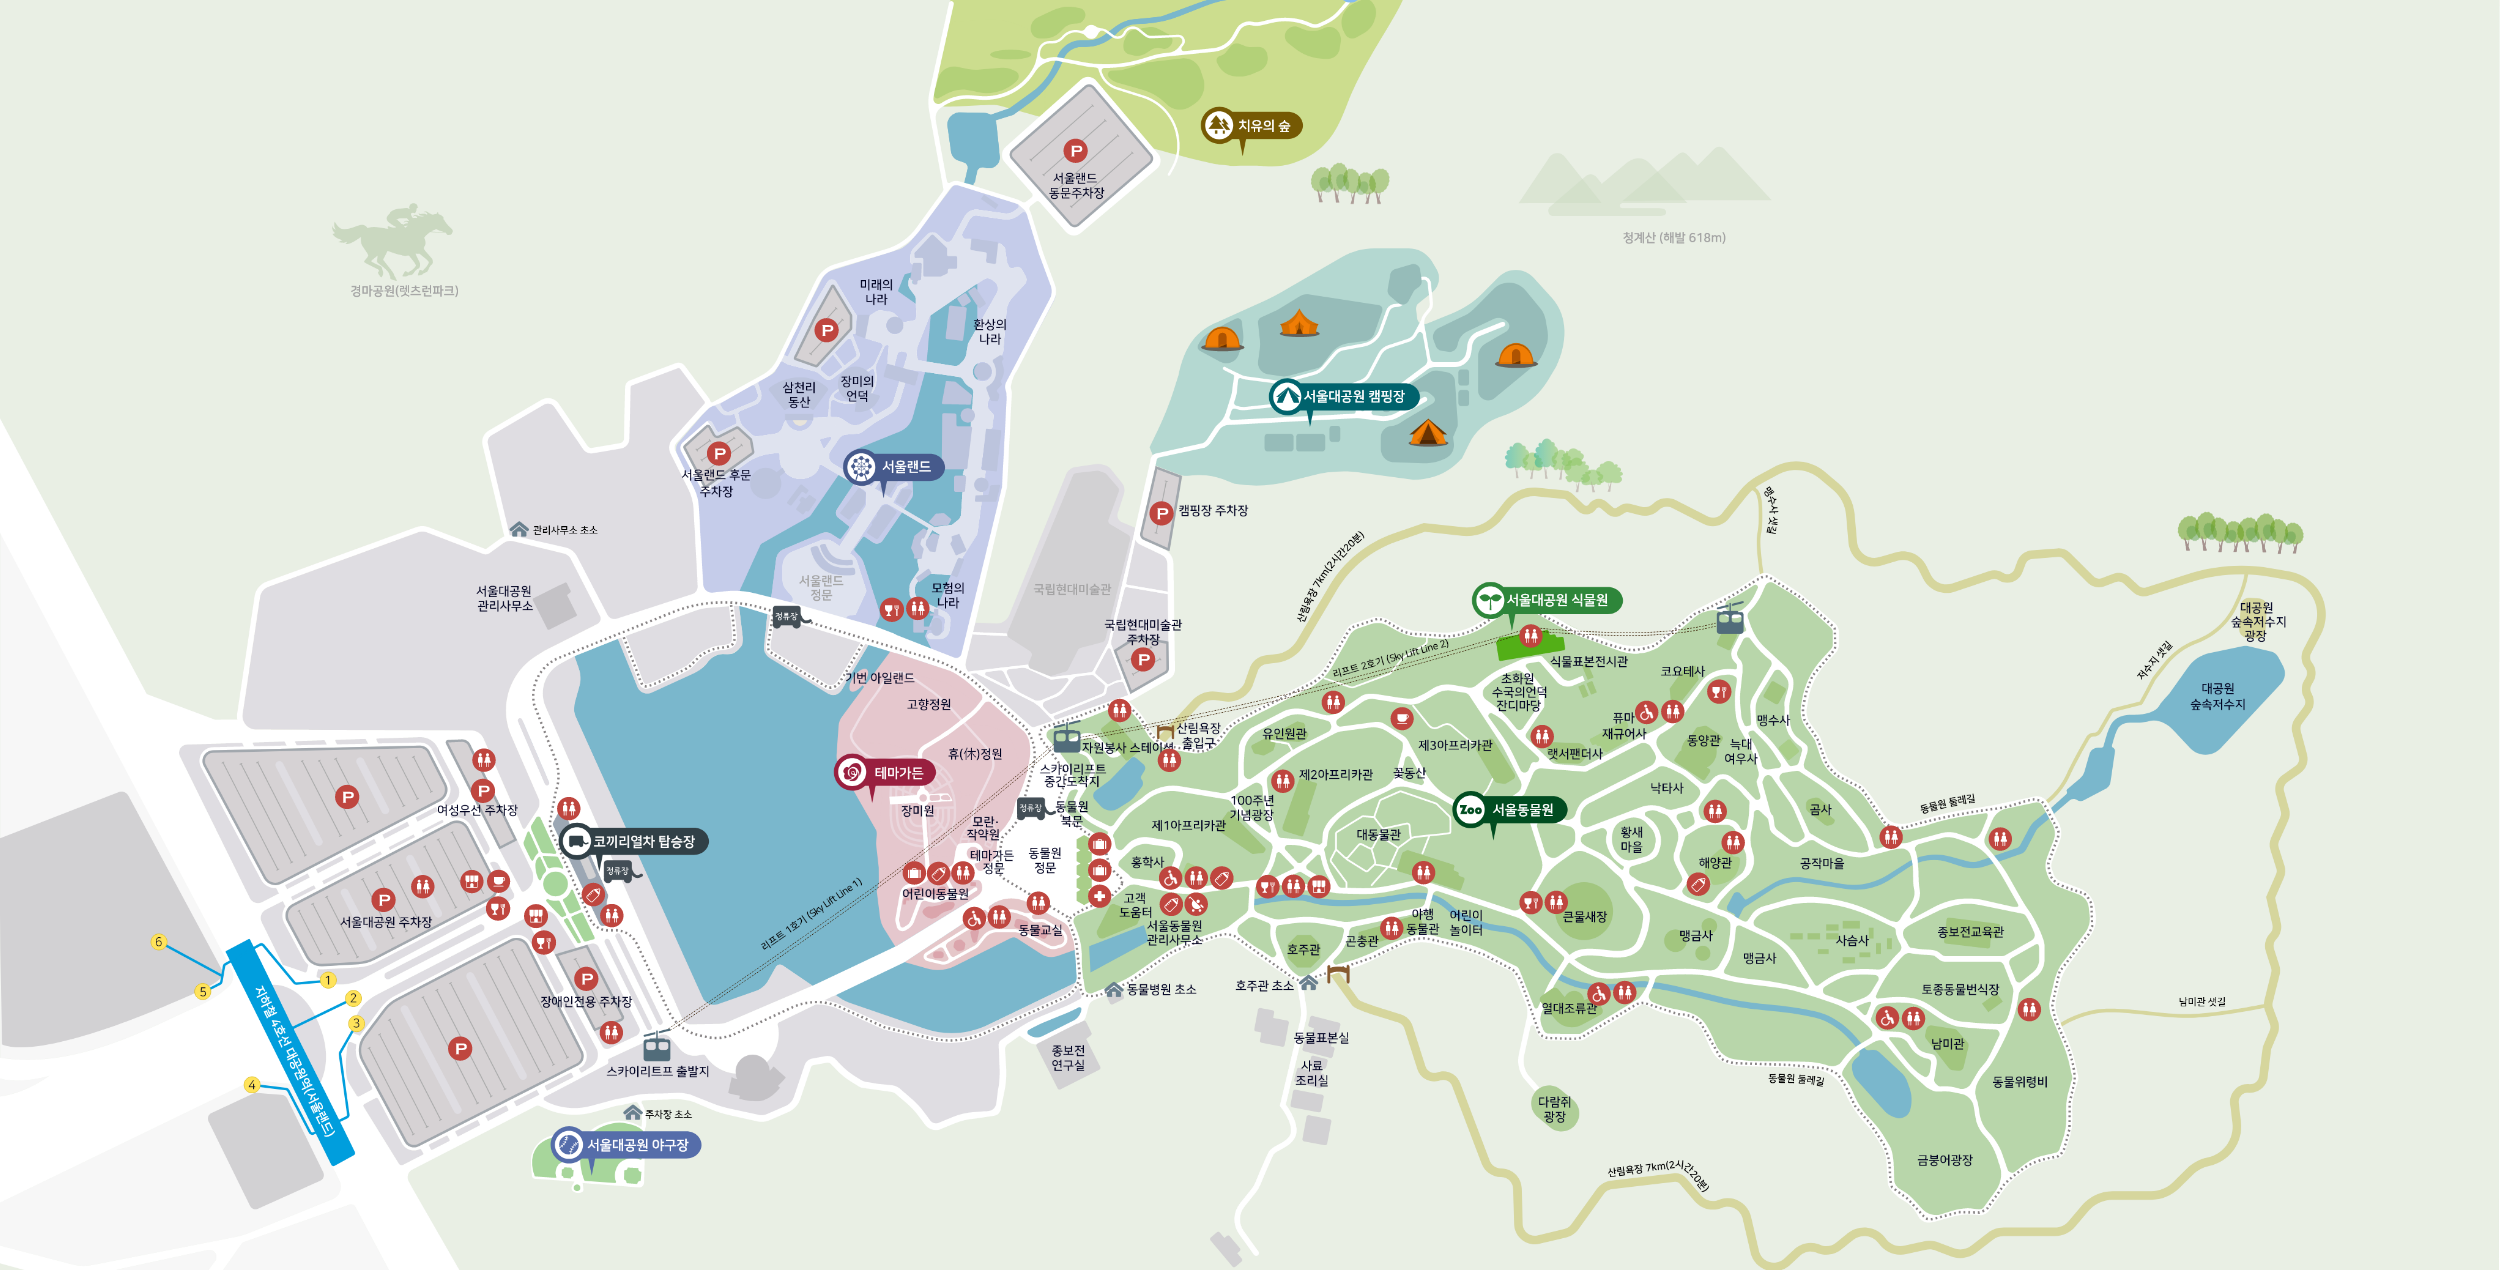 치유의 숲
P
서울랜드
동문주차장
청계산 (해발 618m)
경마공원(렛츠런파크)
미래의
나라
환상의
나라
P
삼천리
동산
장미의
언덕
P
서울랜드 후문
주차장
서울랜드
서울대공원 캠핑장
P
캠핑장 주차장
관리사무소 초소
서울대공원
관리사무소
서울랜드
정문
모험의
나라
정류장
국립현대미술관
국립현대미술관
주차장
P
산림욕장 7km(2시간20분)
맹수사 샛길
서울대공원 식물원
리프트 2호기 (Sky Lift Line 2)
식물표본전시관
초화원
수국의언덕
잔디마당
코요테사
퓨마
재규어사
맹수사
동양관
늑대
여우사
랫서팬더사
대공원
숲속저수지
광장
저수지 샛길
대공원
숲속저수지
기번 아일랜드
고향정원
휴(休)정원
테마가든
장미원
모란·
작약원
테마가든
정문
어린이동물원
동물교실
산림욕장
출입구
자원봉사 스테이션
스카이리프트
중간도착지
정류장
동물원
북문
동물원
정문
유인원관
제3아프리카관
제2아프리카관
꽃동산
100주년
기념광장
제1아프리카관
대동물관
Zoo
서울동물원
낙타사
황새
마을
곰사
동물원 둘레길
해양관
공작마을
홍학사
고객
도움터
서울동물원
관리사무소
호주관
곤충관
야행
동물관
어린이
놀이터
큰물새장
맹금사
맹금사
사슴사
종보전교육관
토종동물번식장
남미관
남미관 샛길
열대조류관
동물위령비
동물원 둘레길
금봉어광장
다람쥐
광장
산림욕장 7km(2시간20분)
동물병원 초소
호주관 초소
종보전
연구실
동물표본실
사료
조리실
P
P
여성우선 주차장
코끼리열차 탑승장
정류장
P
서울대공원 주차장
P
장애인전용 주차장
P
리프트 1호기 (Sky Lift Line 1)
스카이리트프 출발지
주차장 초소
서울대공원 야구장
지하철 4호선 대공원역(서울랜드)
6
5
1
2
3
4